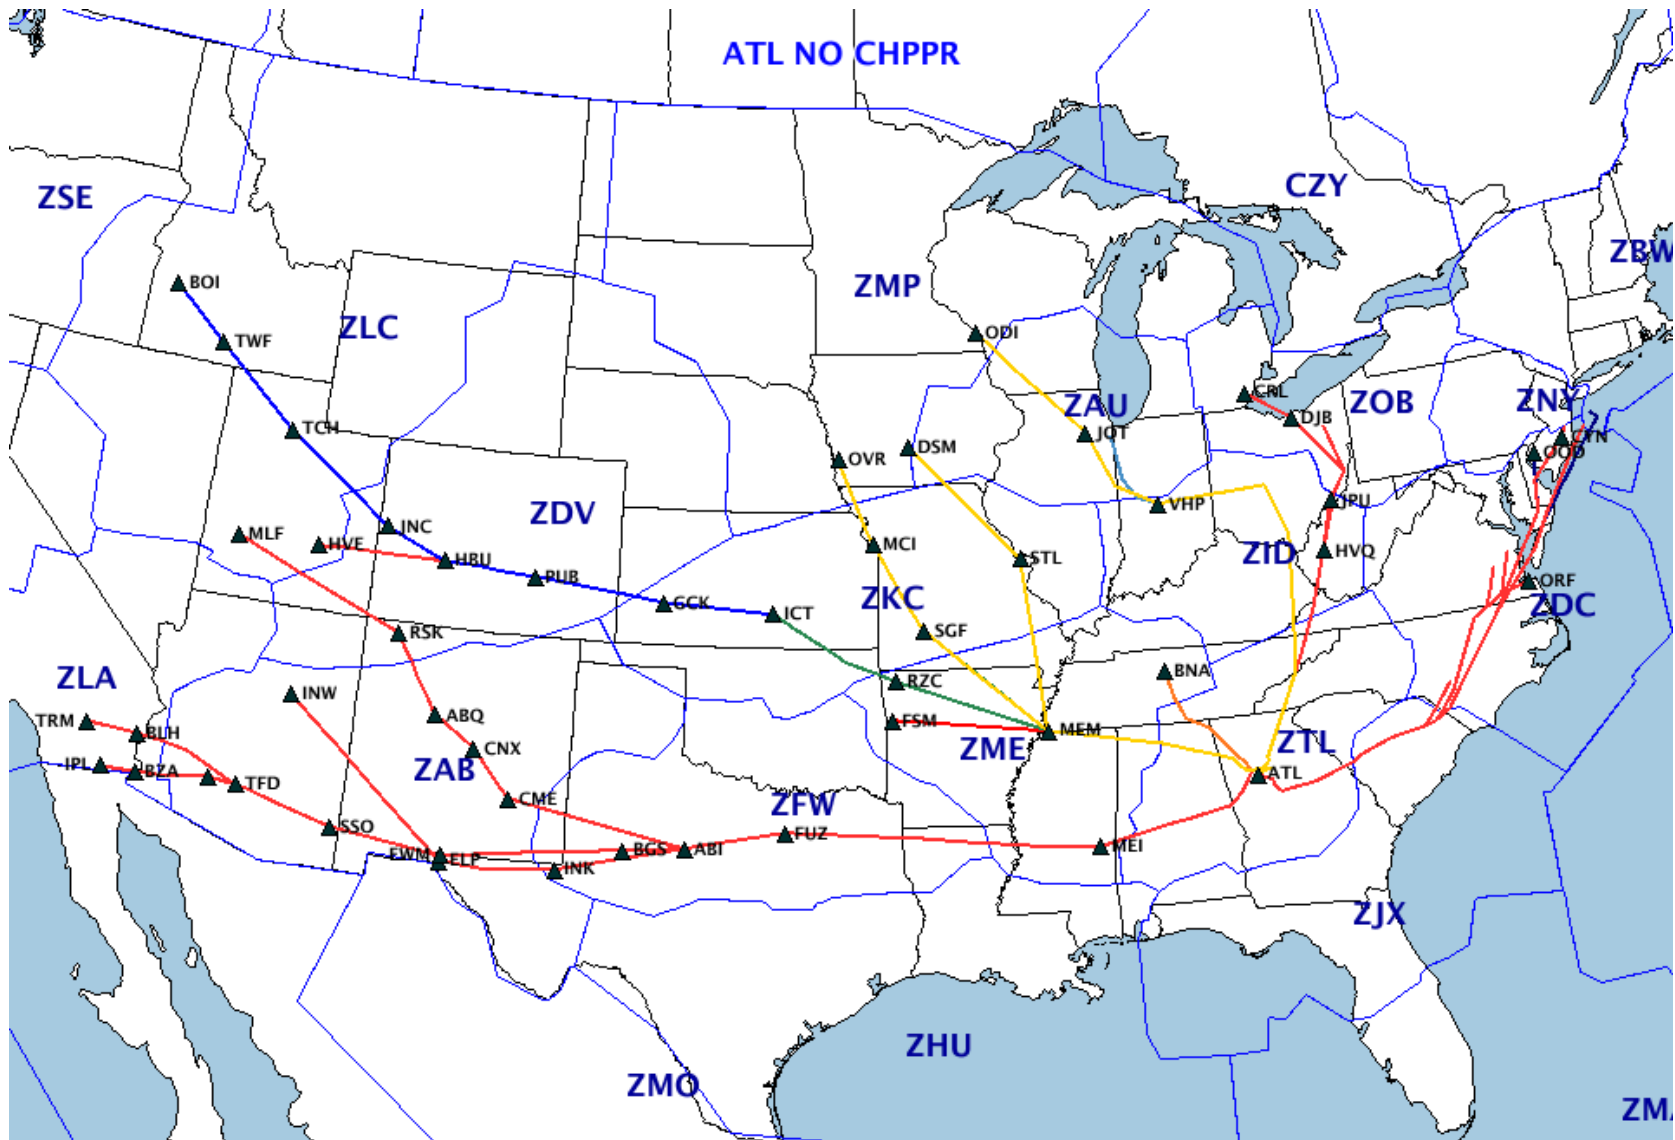 ATL NO CHPPR
CZY
ZSE
ZBW
BOI
ZMP
ZLC
TWF
ODI
CRL
ZAU
ZOB
ZNY
DJB
TCH
JOT
CYN
DSM
OOD
OVR
JPU
VHP
ZDV
JNC
MLF
HVE
MCI
ZID
HVQ
HBU
STL
PUB
ORF
ZKC
GCK
ZDC
ICT
RSK
SGF
BNA
ZLA
RZC
INW
ABQ
TRM
FSM
BLH
MEM
CNX
ZME
ZTL
IPL
BZA
ZAB
ATL
TFD
CME
ZFW
SSO
FUZ
EWM
ELP
BGS
ABI
MEI
INK
ZJX
ZHU
ZMO